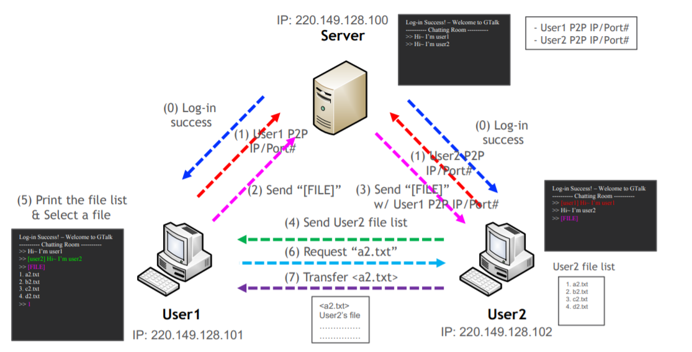 IP: 220.149.128.100
Server
Log-in Success! – Welcome to GTalk
---------- Chatting Room ----------
>> Hi~ I'm user1
>> Hi~ I'm user2
- User1 P2P IP/Port#
- User2 P2P IP/Port#
(0) Log-in
success
(1) User1 P2P
IP/Port#
(2) Send “[FILE]”
(0) Log-in
success
(1) User2 P2P
IP/Port#
(3) Send “[FILE]”
w/ User1 P2P IP/Port#
(4) Send User2 file list
(6) Request “a2.txt”
(7) Transfer <a2.txt>
(5) Print the file list
& Select a file
Log-in Success! – Welcome to GTalk
---------- Chatting Room ----------
>> Hi~ I'm user1
>> [user2] Hi~ I'm user2
>> [FILE]
1. a2.txt
2. b2.txt
3. c2.txt
4. d2.txt
>> 1
User1
IP: 220.149.128.101
<a2.txt>
User2's file
..............
..............
Log-in Success! – Welcome to GTalk
---------- Chatting Room ----------
>> [user1] Hi~ I'm user1
>> Hi~ I'm user2
>> [FILE]
User2 file list
1. a2.txt
2. b2.txt
3. c2.txt
4. d2.txt
User2
IP: 220.149.128.102